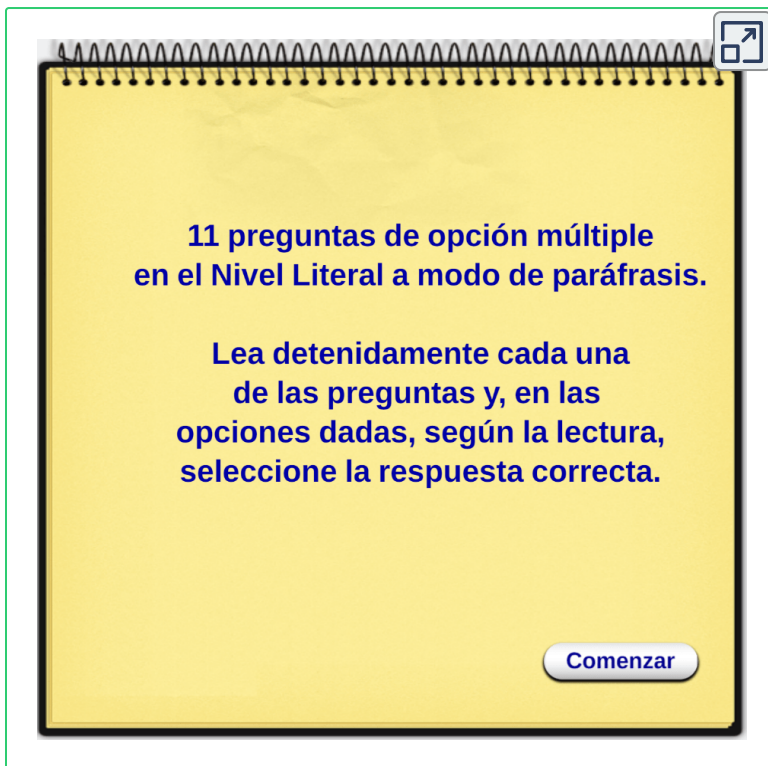 11 preguntas de opción múltiple
en el Nivel Literal a modo de paráfrasis.
Lea detenidamente cada una
de las preguntas y, en las
opciones dadas, según la lectura,
seleccione la respuesta correcta.
Comenzar